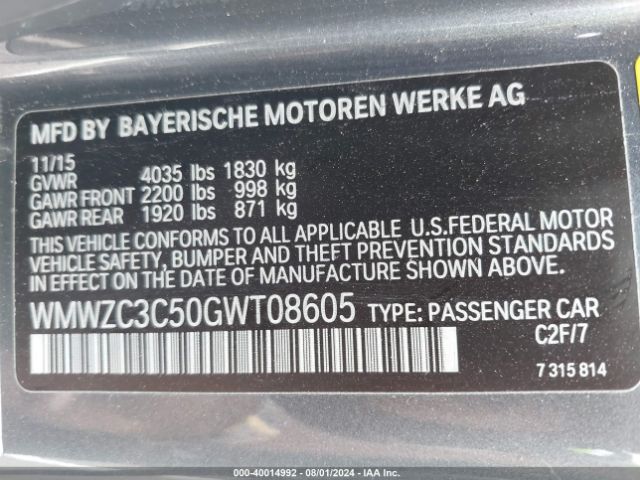 MFD BY BAYERISCHE MOTOREN WERKE AG
11/15
GVWR 4035 lbs 1830 kg
GAWR FRONT 2200 lbs 998 kg
GAWR REAR 1920 lbs 871 kg
THIS VEHICLE CONFORMS TO ALL APPLICABLE U.S.FEDERAL MOTOR
VEHICLE SAFETY, BUMPER AND THEFT PREVENTION STANDARDS
IN EFFECT ON THE DATE OF MANUFACTURE SHOWN ABOVE.
WMWZC3C50GWT08605 TYPE: PASSENGER CAR
C2F/7
7 315 814
000-40014992 - 08/01/2024 - IAA Inc.